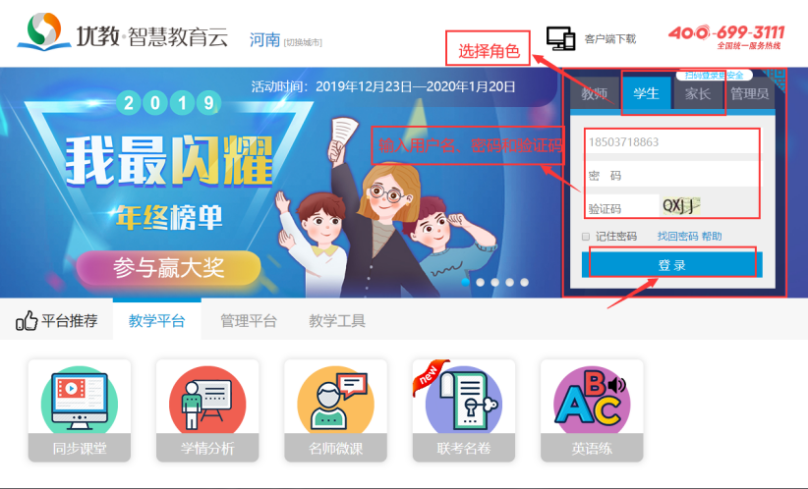 优教·智慧教育云 河南 [切换城市]
客户端下载
400-699-3111
全国统一服务热线
选择角色
活动时间：2019年12月23日—2020年1月20日
2019
我最闪耀
年终榜单
参与赢大奖
扫码登录更安全
教师 学生 家长 管理员
输入用户名、密码和验证码
18503718863
密 码
验证码
记住密码 找回密码 帮助
登录
平台推荐 教学平台 管理平台 教学工具
new
ABC
同步课堂 学情分析 名师微课 联考名卷 英语练